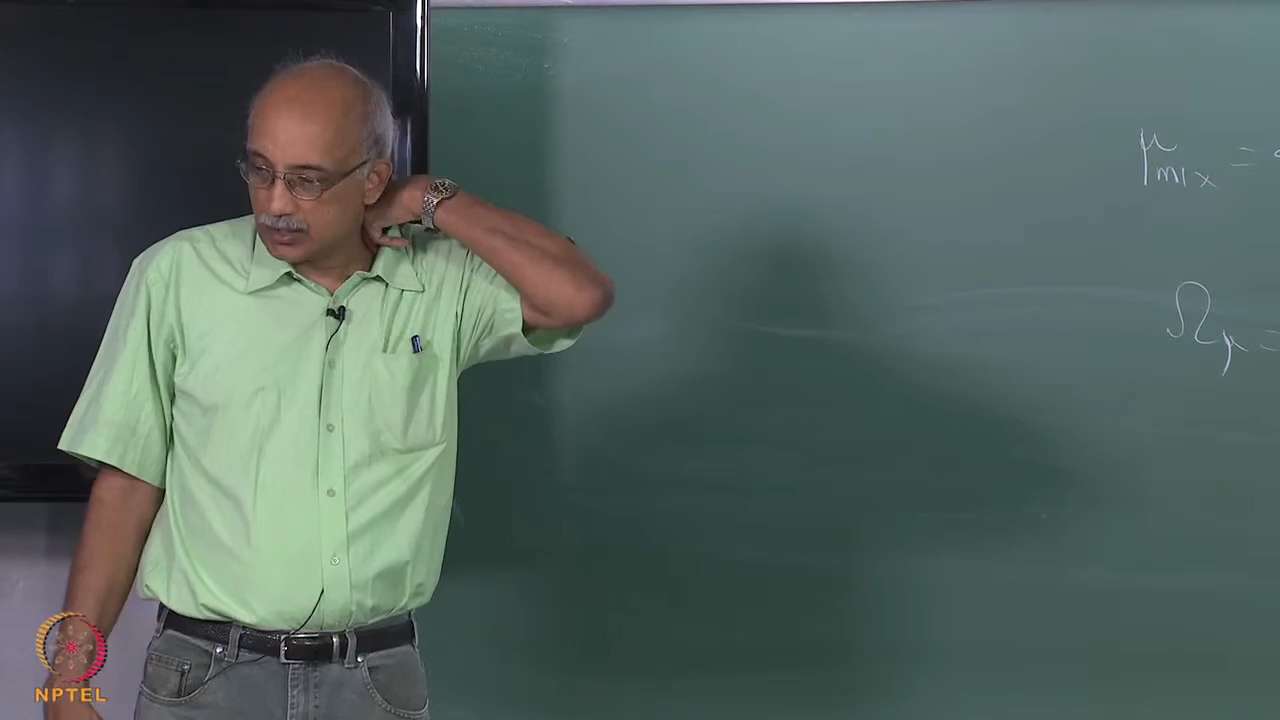 μmix =
Ωμ =
NPTEL